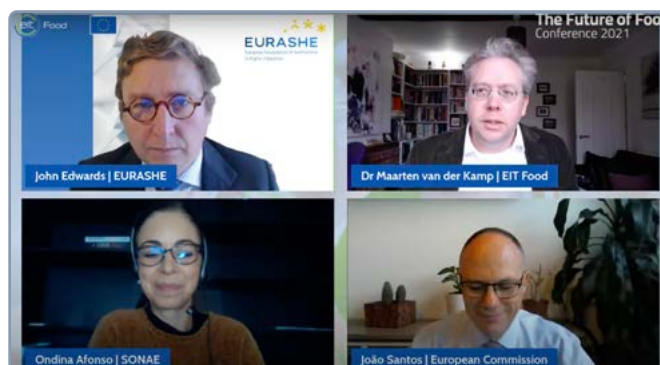 eit Food
EURASHE
The Future of Foo
Conference 2021
John Edwards | EURASHE
Dr Maarten van der Kamp | EIT Food
Ondina Afonso | SONAE
João Santos | European Commission